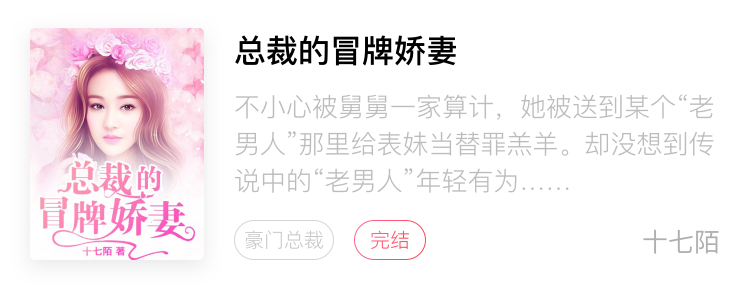 总裁的
冒牌娇妻
十七陌 著
总裁的冒牌娇妻
不小心被舅舅一家算计，她被送到某个“老
男人”那里给表妹当替罪羔羊。却没想到传
说中的“老男人”年轻有为……
豪门总裁
完结
十七陌